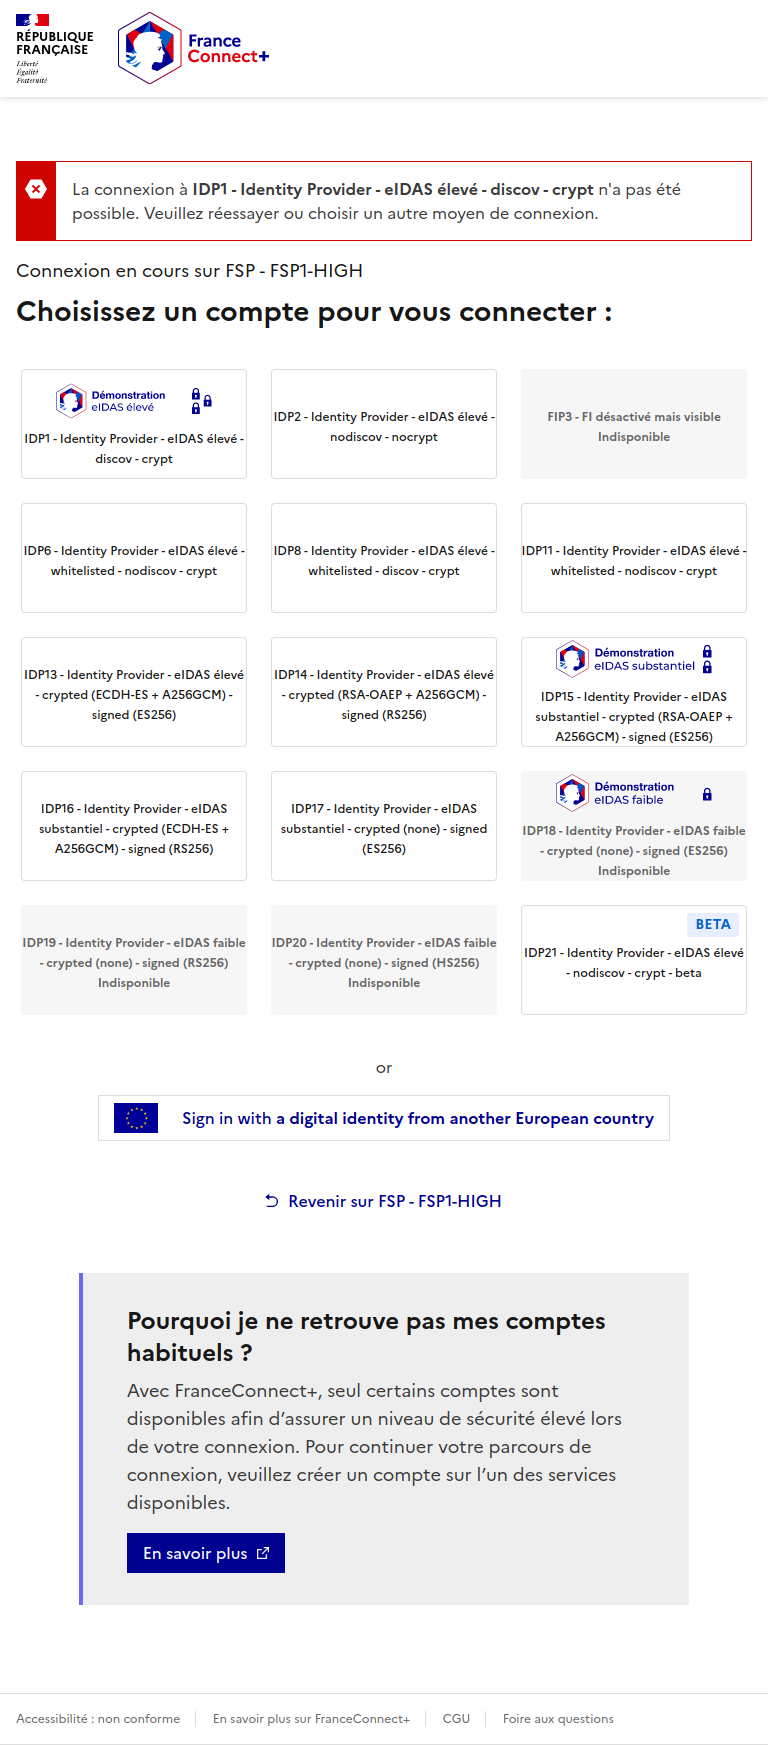 RÉPUBLIQUE
FRANÇAISE
Liberté
Égalité
Fraternité
France
Connect+
La connexion à IDP1 - Identity Provider - eIDAS élevé - discov - crypt n'a pas été
possible. Veuillez réessayer ou choisir un autre moyen de connexion.
Connexion en cours sur FSP - FSP1-HIGH
Choisissez un compte pour vous connecter :
Démonstration
eIDAS élevé
IDP1 - Identity Provider - eIDAS élevé -
discov - crypt
IDP2 - Identity Provider - eIDAS élevé -
nodiscov - nocrypt
FIP3 - FI désactivé mais visible
Indisponible
IDP6 - Identity Provider - eIDAS élevé -
whitelisted - nodiscov - crypt
IDP8 - Identity Provider - eIDAS élevé -
whitelisted - discov - crypt
IDP11 - Identity Provider - eIDAS élevé -
whitelisted - nodiscov - crypt
IDP13 - Identity Provider - eIDAS élevé
- crypted (ECDH-ES + A256GCM) -
signed (ES256)
IDP14 - Identity Provider - eIDAS élevé
- crypted (RSA-OAEP + A256GCM) -
signed (RS256)
Démonstration
eIDAS substantiel
IDP15 - Identity Provider - eIDAS
substantiel - crypted (RSA-OAEP +
A256GCM) - signed (ES256)
IDP16 - Identity Provider - eIDAS
substantiel - crypted (ECDH-ES +
A256GCM) - signed (RS256)
IDP17 - Identity Provider - eIDAS
substantiel - crypted (none) - signed
(ES256)
Démonstration
eIDAS faible
IDP18 - Identity Provider - eIDAS faible
- crypted (none) - signed (ES256)
Indisponible
IDP19 - Identity Provider - eIDAS faible
- crypted (none) - signed (RS256)
Indisponible
IDP20 - Identity Provider - eIDAS faible
- crypted (none) - signed (HS256)
Indisponible
BETA
IDP21 - Identity Provider - eIDAS élevé
- nodiscov - crypt - beta
or
Sign in with a digital identity from another European country
Revenir sur FSP - FSP1-HIGH
Pourquoi je ne retrouve pas mes comptes
habituels ?
Avec FranceConnect+, seul certains comptes sont
disponibles afin d’assurer un niveau de sécurité élevé lors
de votre connexion. Pour continuer votre parcours de
connexion, veuillez créer un compte sur l’un des services
disponibles.
En savoir plus
Accessibilité : non conforme
En savoir plus sur FranceConnect+
CGU
Foire aux questions